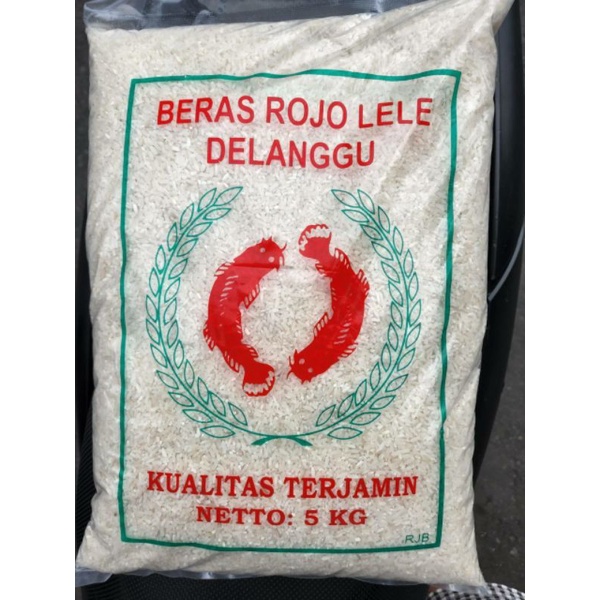 BERAS ROJO LELE
DELANGGU
KUALITAS TERJAMIN
NETTO: 5 KG
RJB